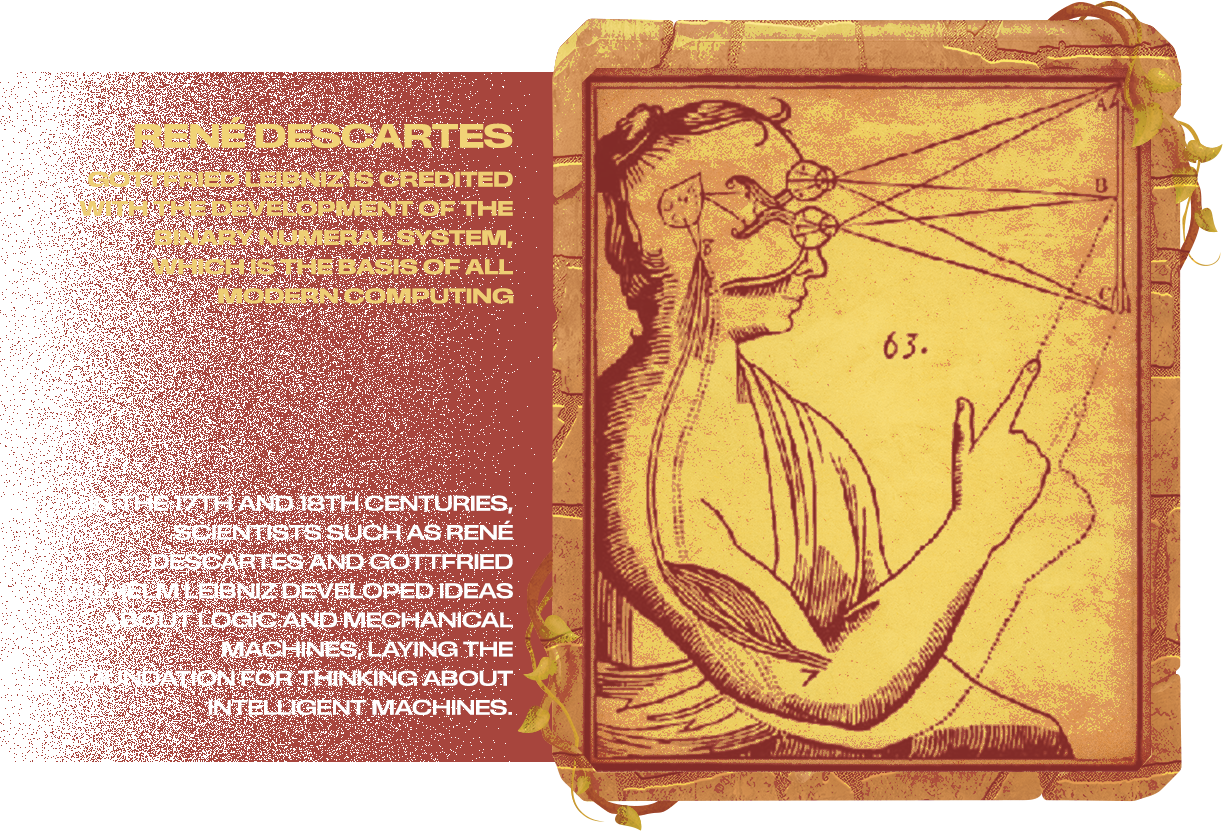 RENÉ DESCARTES
GOTTFRIED LEIBNIZ IS CREDITED
WITH THE DEVELOPMENT OF THE
BINARY NUMERAL SYSTEM,
WHICH IS THE BASIS OF ALL
MODERN COMPUTING
IN THE 17TH AND 18TH CENTURIES,
SCIENTISTS SUCH AS RENÉ
DESCARTES AND GOTTFRIED
WILHELM LEIBNIZ DEVELOPED IDEAS
ABOUT LOGIC AND MECHANICAL
MACHINES, LAYING THE
FOUNDATION FOR THINKING ABOUT
INTELLIGENT MACHINES.
A
B
C
63.